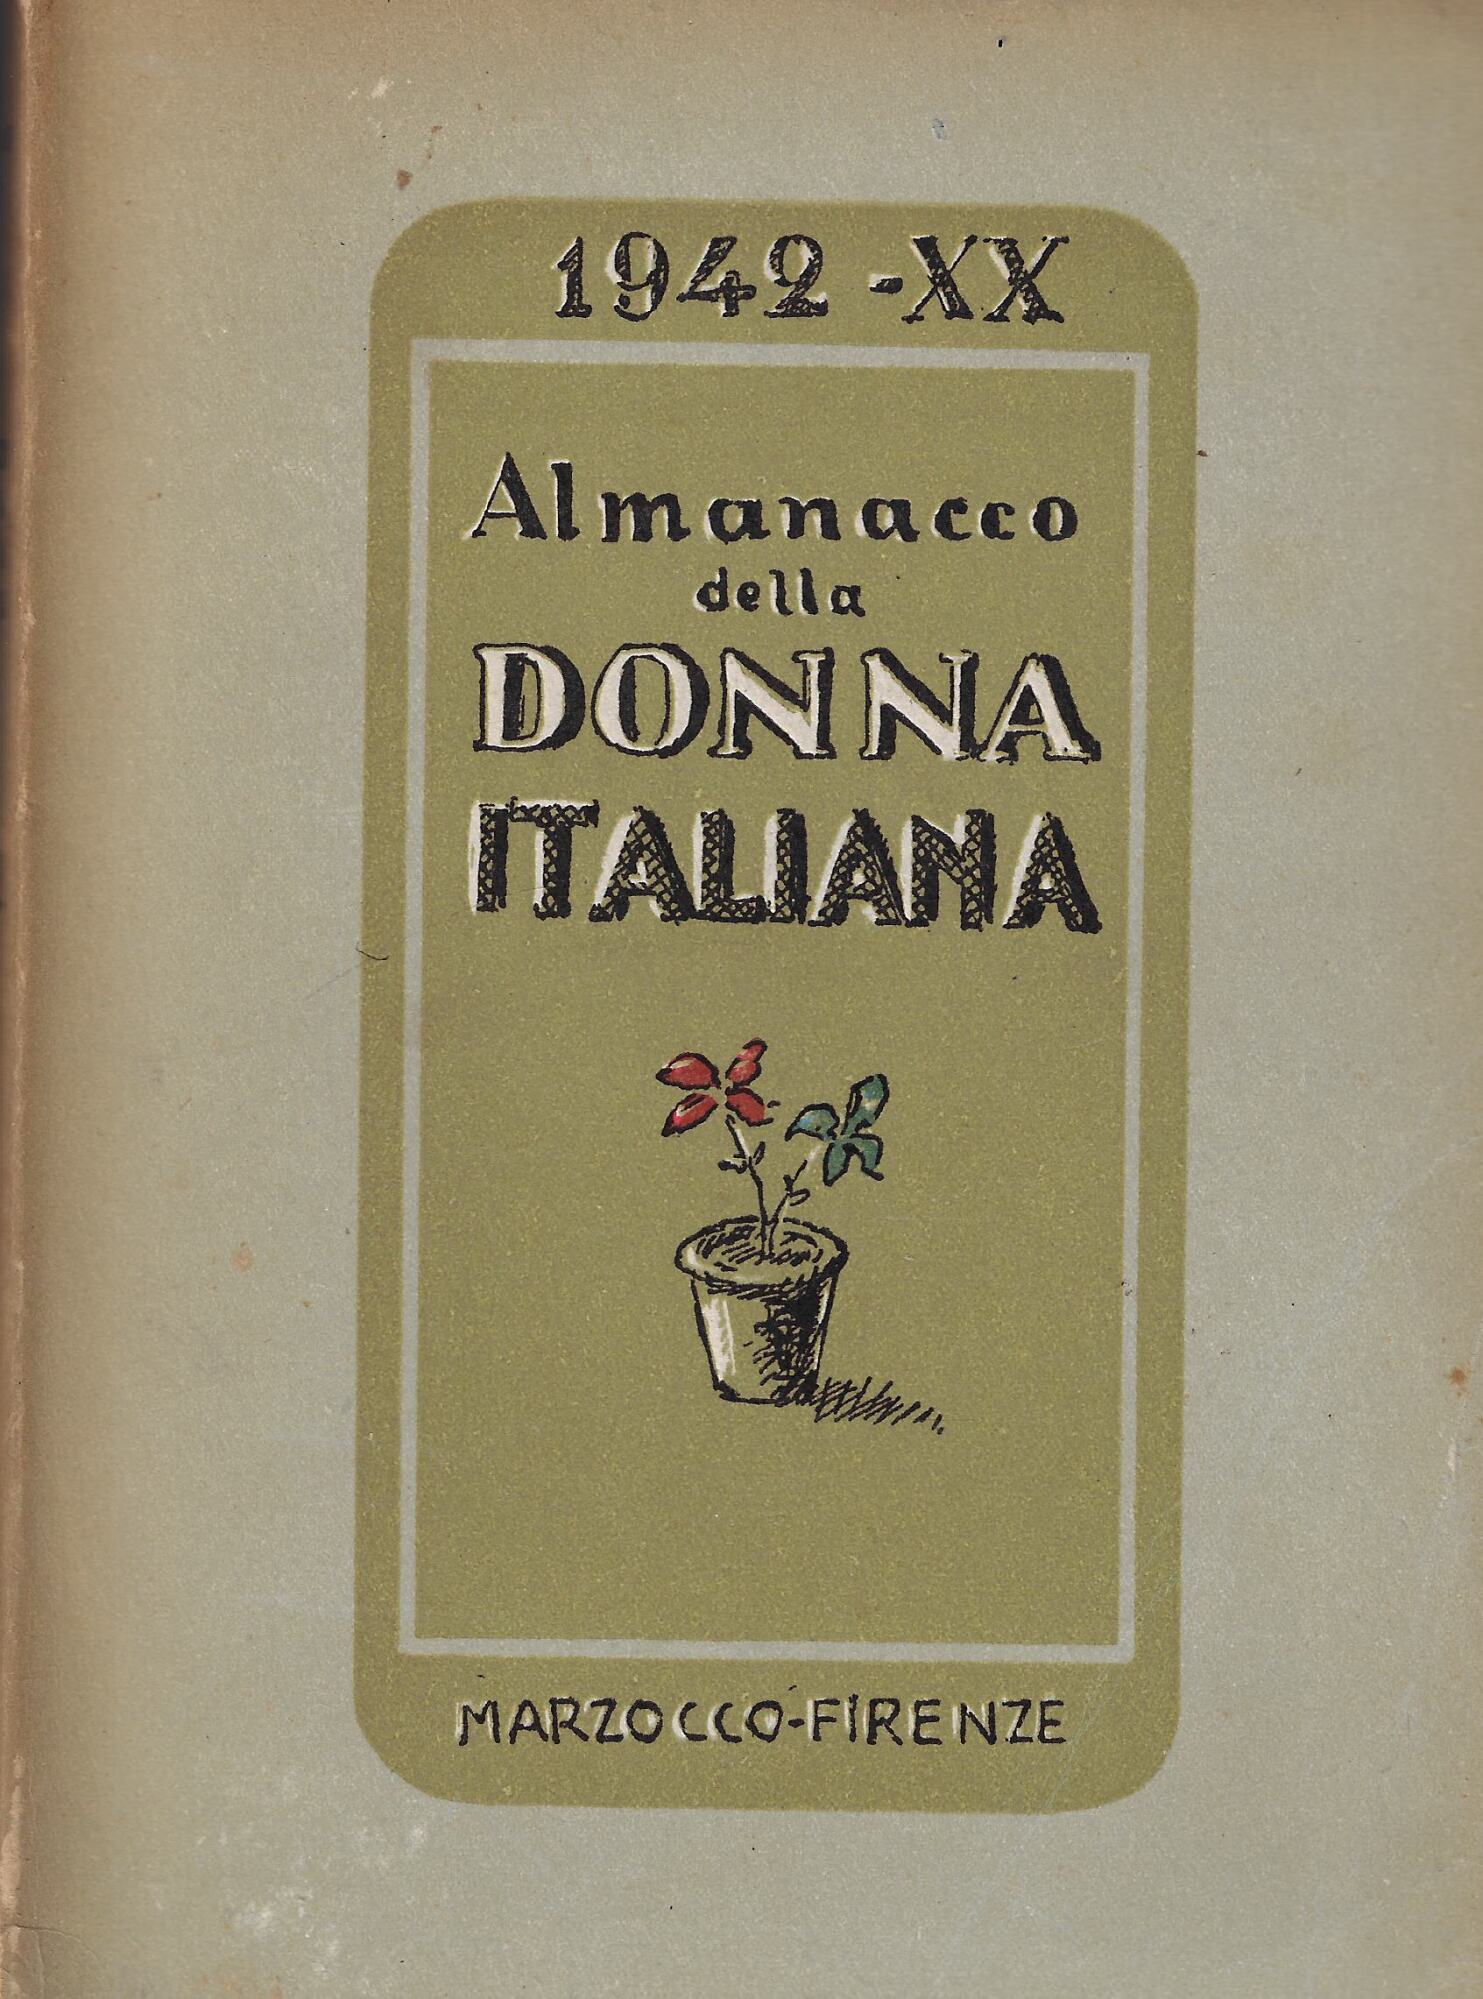 1942-XX
Almanacco
della
DONNA
ITALIANA
MARZOCCO-FIRENZE